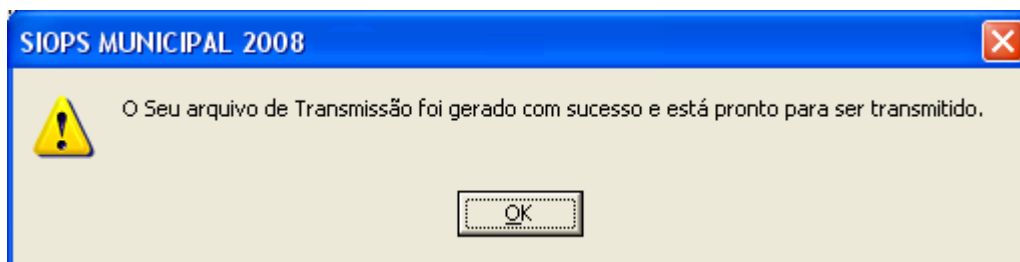 SIOPS MUNICIPAL 2008
O Seu arquivo de Transmissão foi gerado com sucesso e está pronto para ser transmitido.
OK